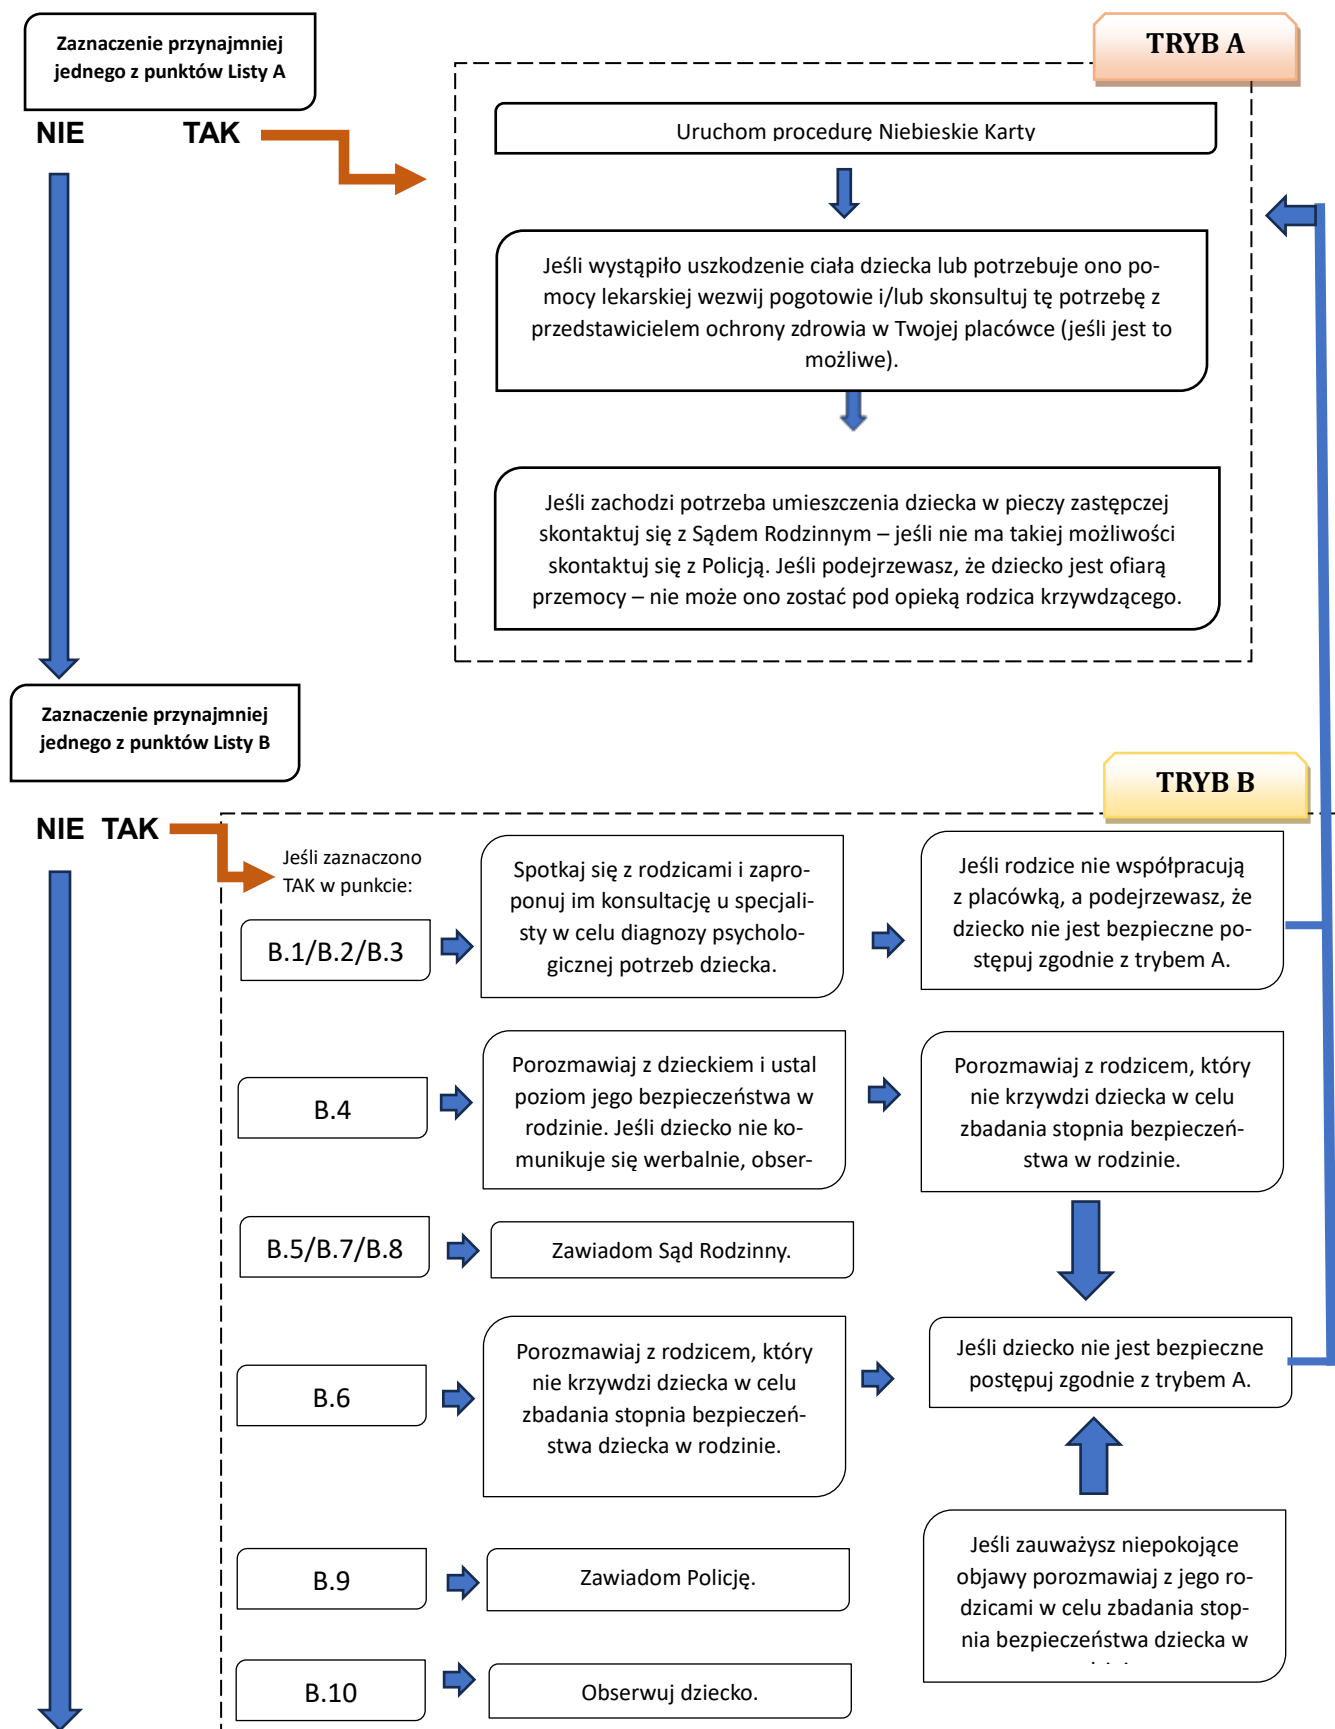 Zaznaczenie przynajmniej
jednego z punktów Listy A
NIE TAK
TRYB A
Uruchom procedurę Niebieskie Karty
Jeśli wystąpiło uszkodzenie ciała dziecka lub potrzebuje ono po-
mocy lekarskiej wezwij pogotowie i/lub skonsultuj tę potrzebę z
przedstawicielem ochrony zdrowia w Twojej placówce (jeśli jest to
możliwe).
Jeśli zachodzi potrzeba umieszczenia dziecka w pieczy zastępczej
skontaktuj się z Sądem Rodzinnym – jeśli nie ma takiej możliwości
skontaktuj się z Policją. Jeśli podejrzewasz, że dziecko jest ofiarą
przemocy – nie może ono zostać pod opieką rodzica krzywdzącego.
Zaznaczenie przynajmniej
jednego z punktów Listy B
TRYB B
NIE TAK
Jeśli zaznaczono
TAK w punkcie:
B.1/B.2/B.3
Spotkaj się z rodzicami i zapro-
ponuj im konsultację u specjali-
sty w celu diagnozy psycholo-
gicznej potrzeb dziecka.
Jeśli rodzice nie współpracują
z placówką, a podejrzewasz, że
dziecko nie jest bezpieczne po-
stępuj zgodnie z trybem A.
B.4
Porozmawiaj z dzieckiem i ustal
poziom jego bezpieczeństwa w
rodzinie. Jeśli dziecko nie ko-
munikuje się werbalnie, obser-
Porozmawiaj z rodzicem, który
nie krzywdzi dziecka w celu
zbadania stopnia bezpieczeń-
stwa w rodzinie.
B.5/B.7/B.8
Zawiadom Sąd Rodzinny.
B.6
Porozmawiaj z rodzicem, który
nie krzywdzi dziecka w celu
zbadania stopnia bezpieczeń-
stwa dziecka w rodzinie.
Jeśli dziecko nie jest bezpieczne
postępuj zgodnie z trybem A.
B.9
Zawiadom Policję.
Jeśli zauważysz niepokojące
objawy porozmawiaj z jego ro-
dzicami w celu zbadania stop-
nia bezpieczeństwa dziecka w
B.10
Obserwuj dziecko.